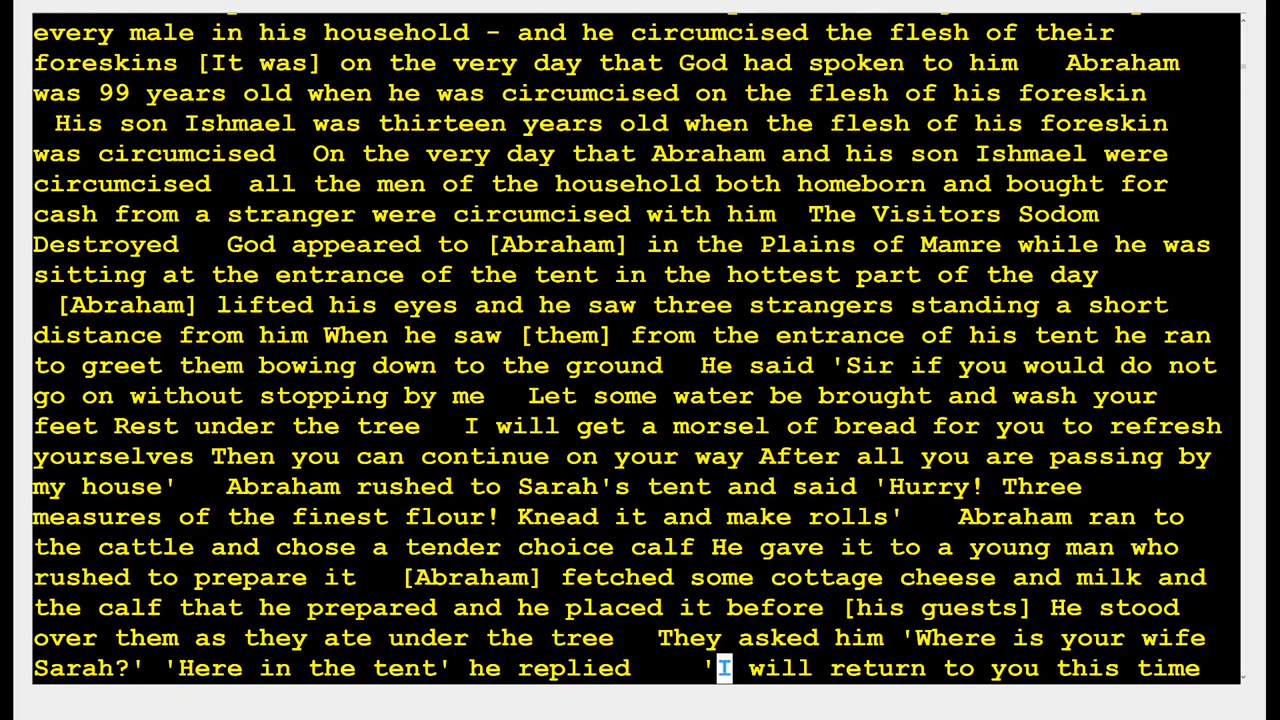 every male in his household - and he circumcised the flesh of their
foreskins [It was] on the very day that God had spoken to him   Abraham
was 99 years old when he was circumcised on the flesh of his foreskin
His son Ishmael was thirteen years old when the flesh of his foreskin
was circumcised   On the very day that Abraham and his son Ishmael were
circumcised   all the men of the household both homeborn and bought for
cash from a stranger were circumcised with him   The Visitors Sodom
Destroyed   God appeared to [Abraham] in the Plains of Mamre while he was
sitting at the entrance of the tent in the hottest part of the day
[Abraham] lifted his eyes and he saw three strangers standing a short
distance from him When he saw [them] from the entrance of his tent he ran
to greet them bowing down to the ground   He said 'Sir if you would do not
go on without stopping by me   Let some water be brought and wash your
feet Rest under the tree   I will get a morsel of bread for you to refresh
yourselves Then you can continue on your way After all you are passing by
my house'   Abraham rushed to Sarah's tent and said 'Hurry! Three
measures of the finest flour! Knead it and make rolls'   Abraham ran to
the cattle and chose a tender choice calf He gave it to a young man who
rushed to prepare it   [Abraham] fetched some cottage cheese and milk and
the calf that he prepared and he placed it before [his guests] He stood
over them as they ate under the tree   They asked him 'Where is your wife
Sarah?' 'Here in the tent' he replied   'I will return to you this time